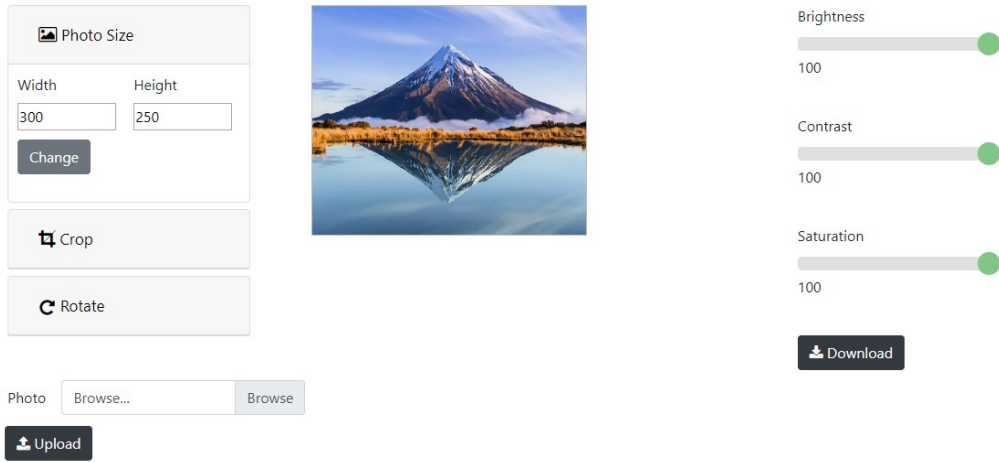 Photo Size
Width Height
300 250
Change
Crop
Rotate
Photo Browse... Browse
Upload
Brightness
100
Contrast
100
Saturation
100
Download